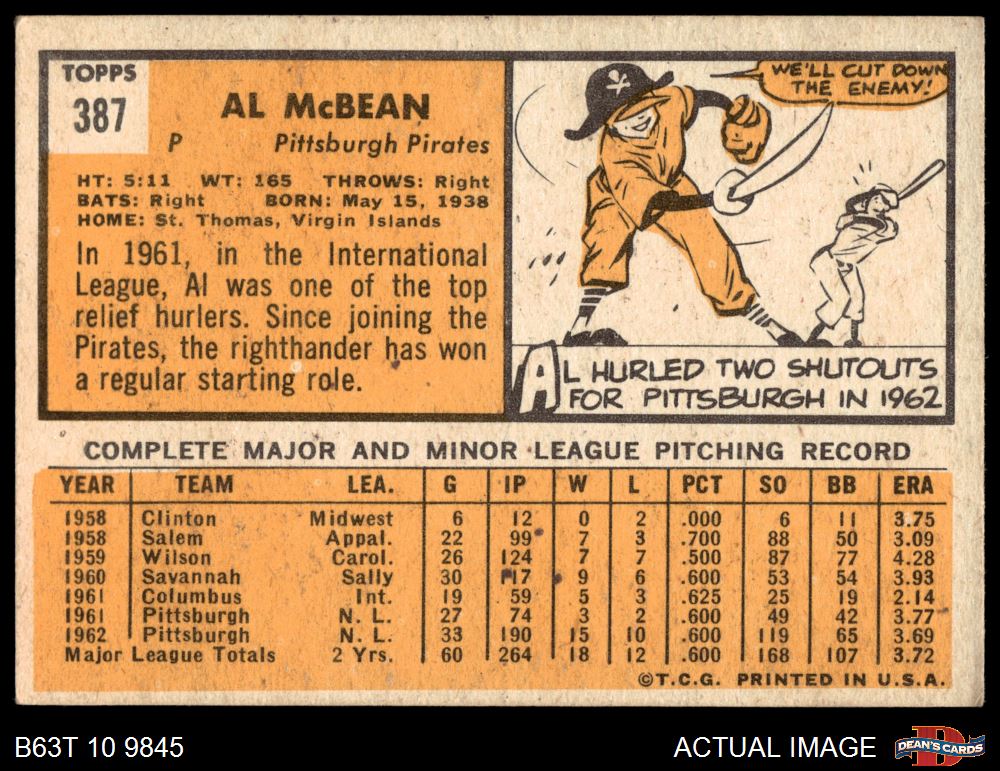 TOPPS
387
AL McBEAN
P Pittsburgh Pirates
HT: 5:11 WT: 165 THROWS: Right
BATS: Right BORN: May 15, 1938
HOME: St. Thomas, Virgin Islands
In 1961, in the International
League, Al was one of the top
relief hurlers. Since joining the
Pirates, the righthander has won
a regular starting role.
WE'LL CUT DOWN
THE ENEMY!
AL HURLED TWO SHUTOUTS
FOR PITTSBURGH IN 1962
COMPLETE MAJOR AND MINOR LEAGUE PITCHING RECORD
YEAR TEAM LEA. G IP W L PCT SO BB ERA
1958 Clinton Midwest 6 12 0 2 .000 6 11 3.75
1958 Salem Appal. 22 99 7 3 .700 88 50 3.09
1959 Wilson Carol. 26 124 7 7 .500 87 77 4.28
1960 Savannah Sally 30 117 9 6 .600 53 54 3.93
1961 Columbus Int. 19 59 5 3 .625 25 19 2.14
1961 Pittsburgh N. L. 27 74 3 2 .600 49 42 3.77
1962 Pittsburgh N. L. 33 190 15 10 .600 119 65 3.69
Major League Totals 2 Yrs. 60 264 18 12 .600 168 107 3.72
©T.C.G. PRINTED IN U.S.A.
B63T 10 9845
ACTUAL IMAGE
D
DEAN'S CARDS